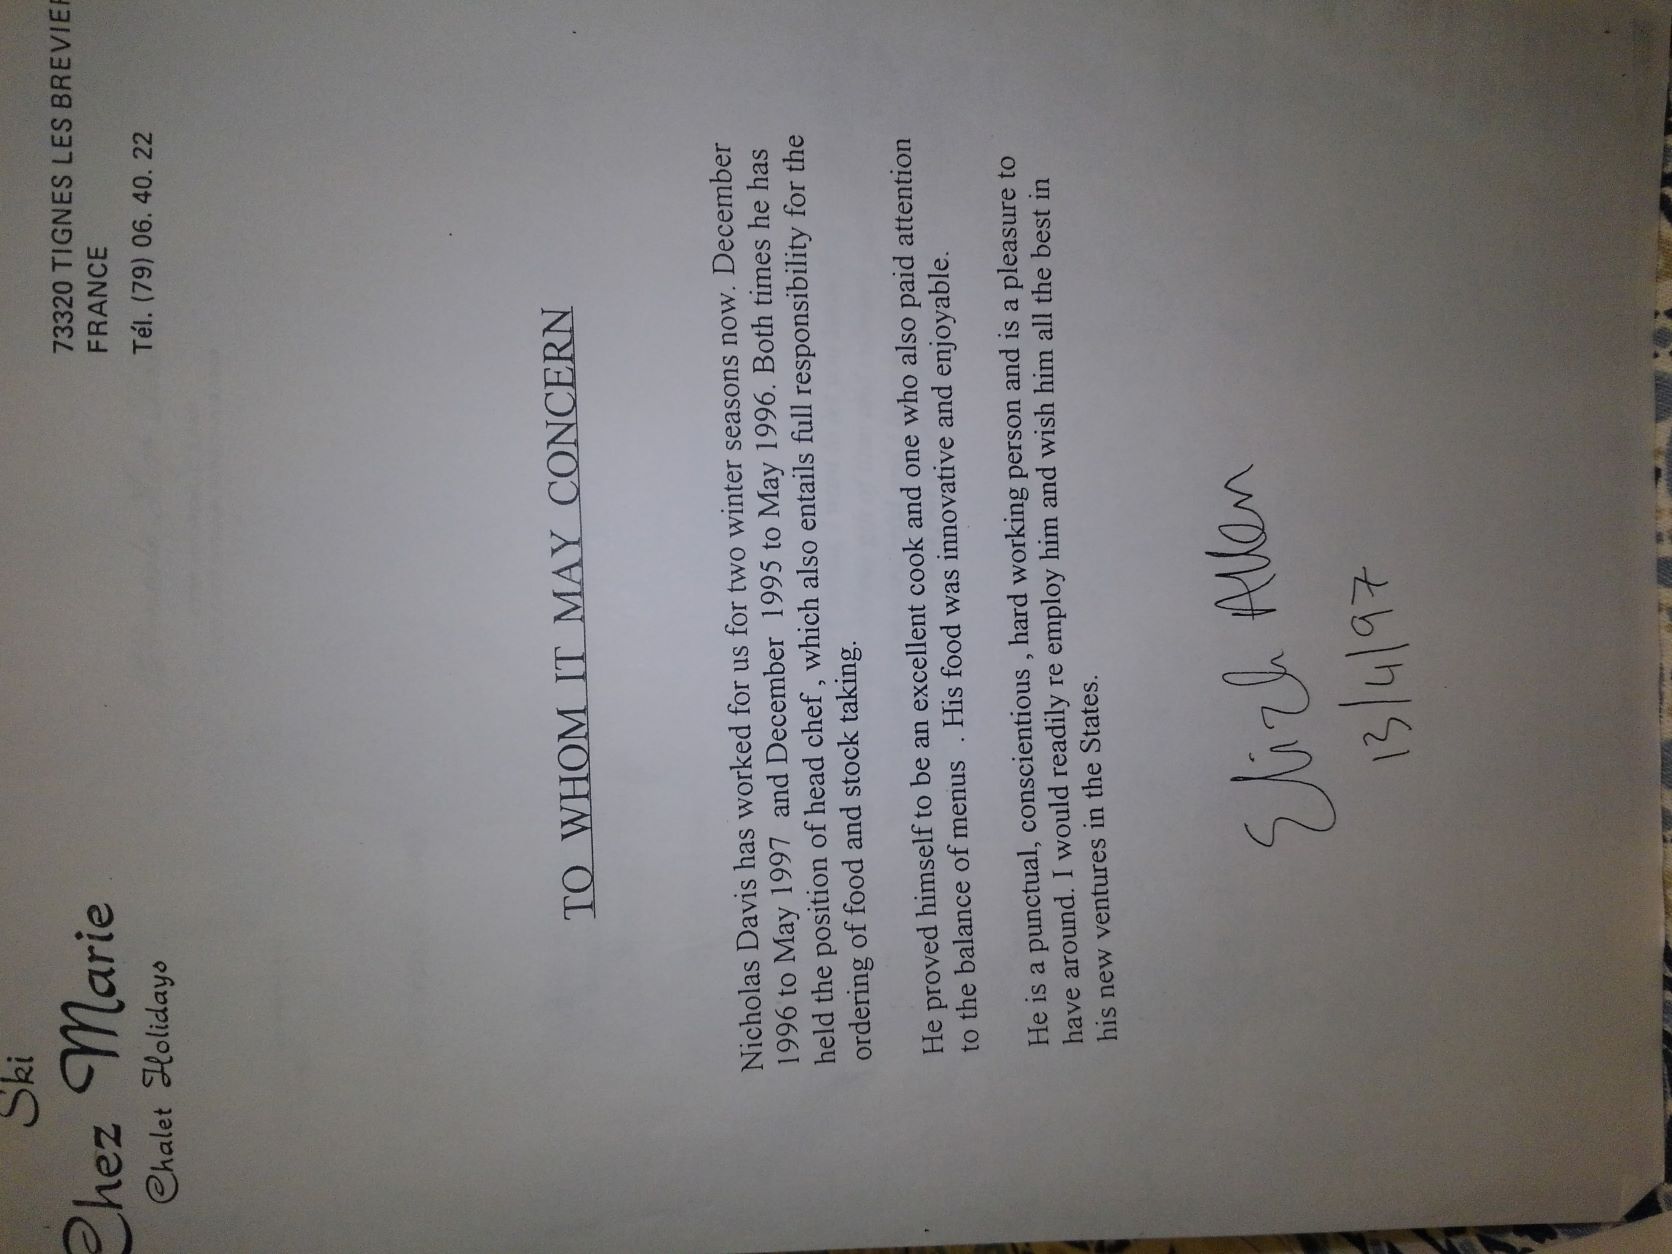 Ski
Chez Marie
Chalet Holidays
73320 TIGNES LES BREVIER
FRANCE
Tél. (79) 06. 40. 22
TO WHOM IT MAY CONCERN
Nicholas Davis has worked for us for two winter seasons now. December
1996 to May 1997 and December 1995 to May 1996. Both times he has
held the position of head chef , which also entails full responsibility for the
ordering of food and stock taking.
He proved himself to be an excellent cook and one who also paid attention
to the balance of menus . His food was innovative and enjoyable.
He is a punctual, conscientious , hard working person and is a pleasure to
have around. I would readily re employ him and wish him all the best in
his new ventures in the States.
Allen
13/4/97